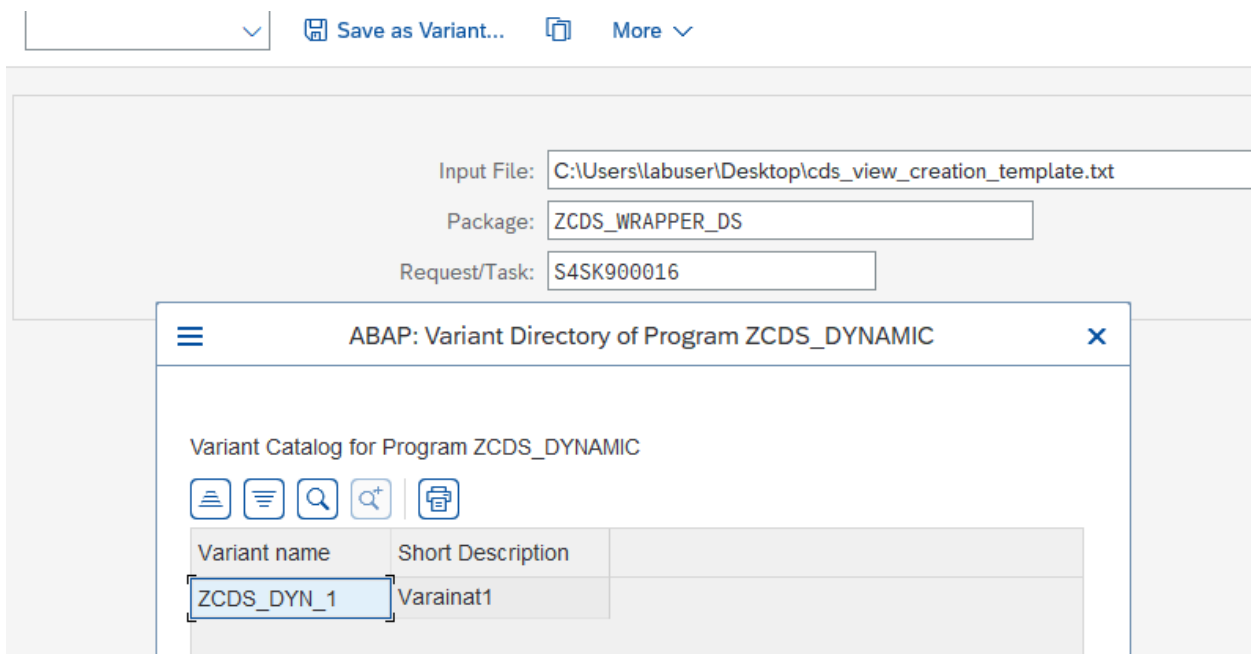 Save as Variant... More
Input File: C:\Users\labuser\Desktop\cds_view_creation_template.txt
Package: ZCDS_WRAPPER_DS
Request/Task: S4SK900016
ABAP: Variant Directory of Program ZCDS_DYNAMIC
Variant Catalog for Program ZCDS_DYNAMIC
Variant name Short Description
ZCDS_DYN_1 Varainat1